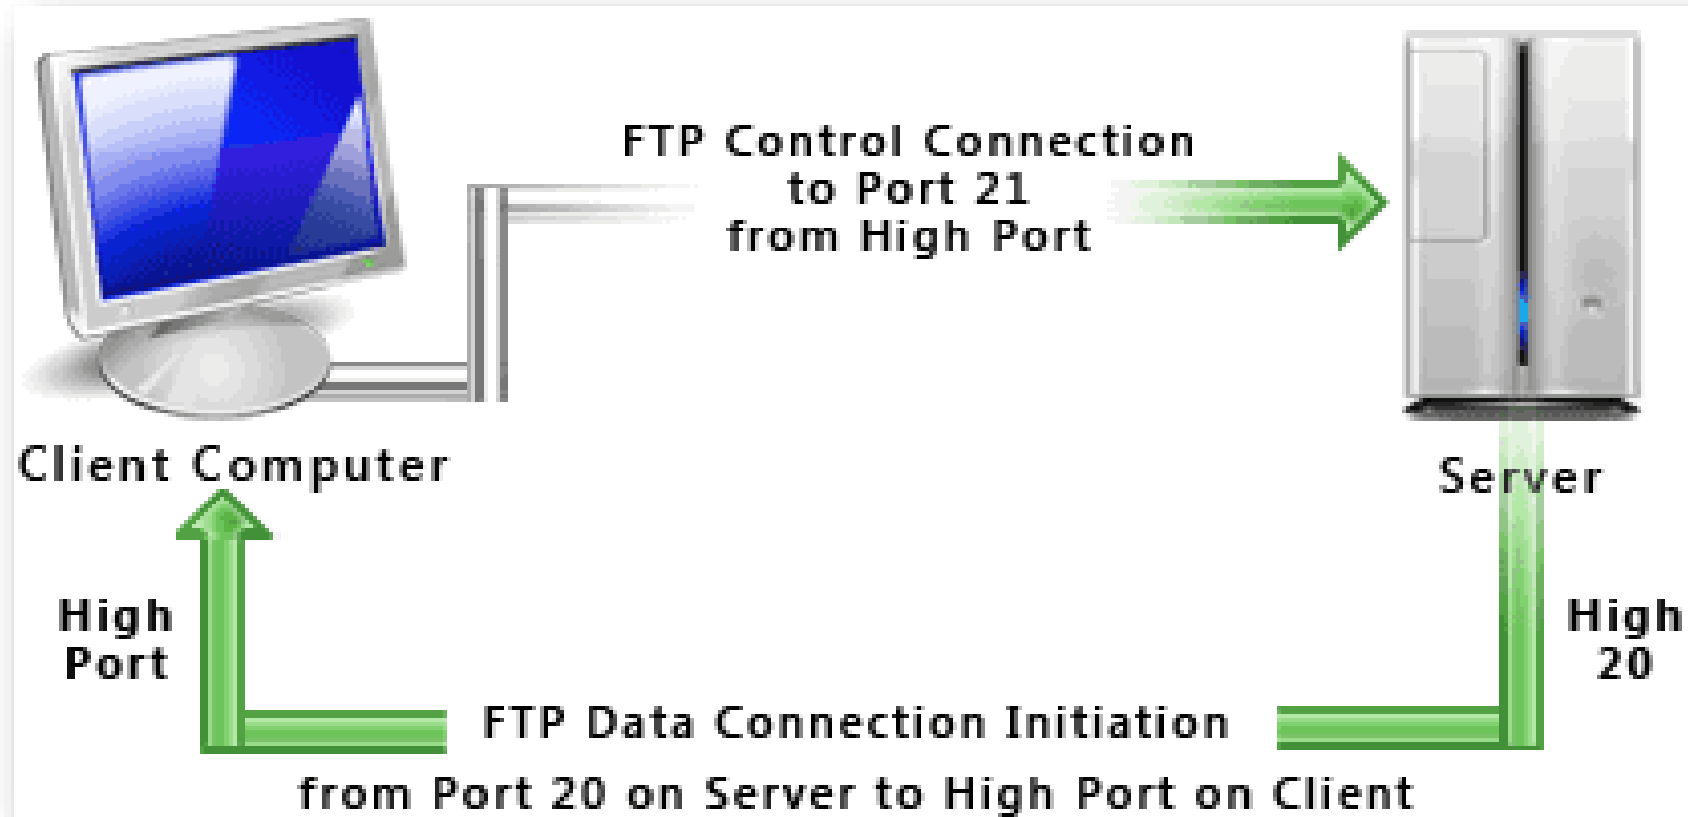 FTP Control Connection
to Port 21
from High Port
Client Computer
Server
High
Port
High
20
FTP Data Connection Initiation
from Port 20 on Server to High Port on Client